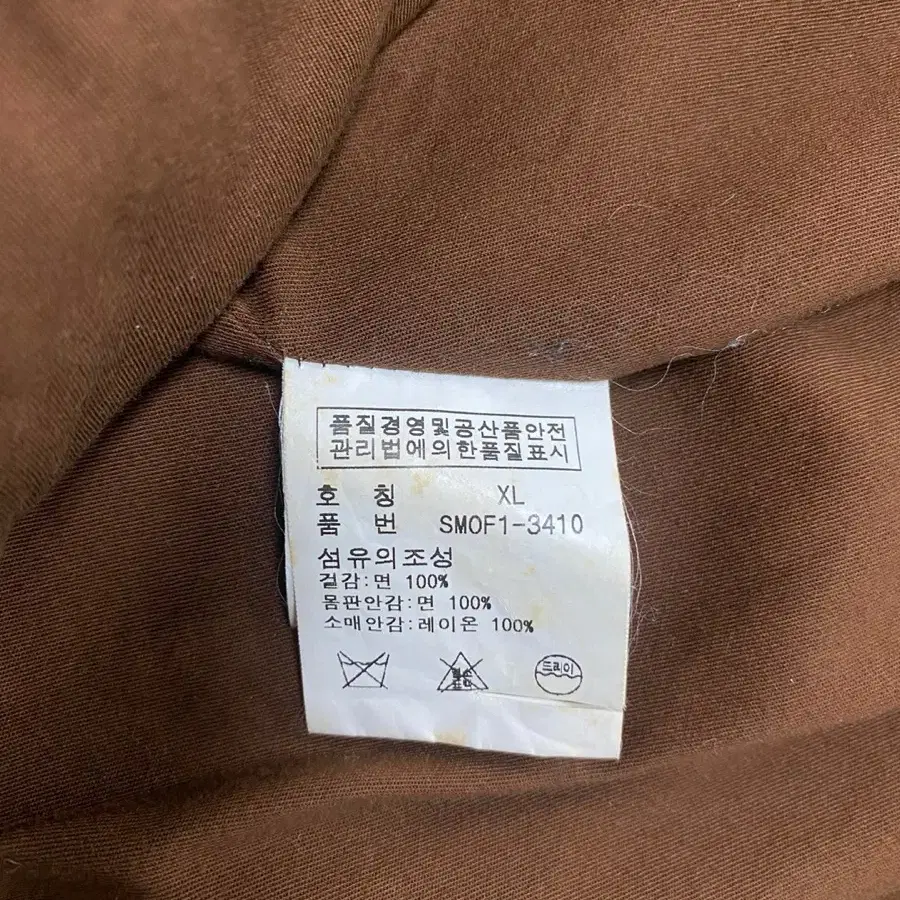 품질경영및공산품안전
관리법에의한품질표시
호 칭 XL
품 번 SMOF1-3410
섬유의조성
겉감:면 100%
몸판안감:면 100%
소매안감:레이온 100%
드라이